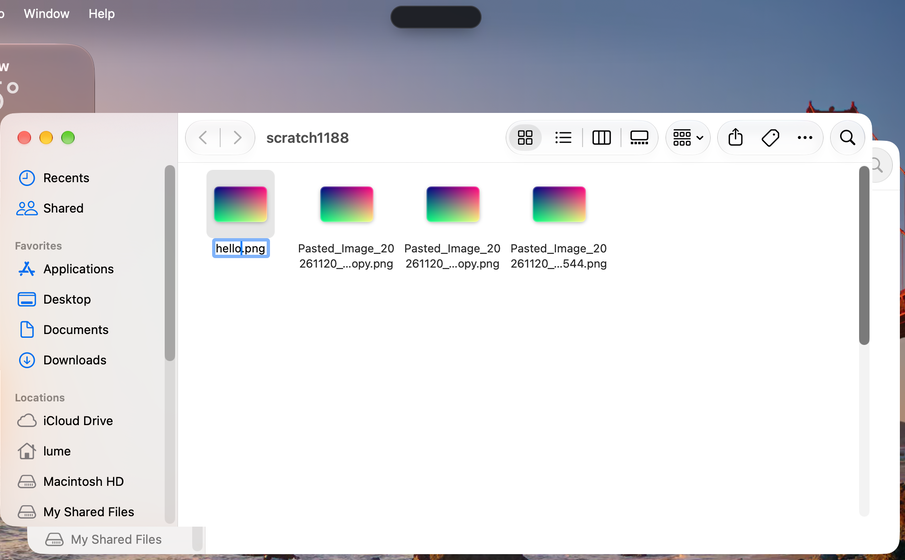 Window Help
scratch1188
Recents
Shared
Favorites
Applications
Desktop
Documents
Downloads
Locations
iCloud Drive
lume
Macintosh HD
My Shared Files
hello.png
Pasted_Image_20
261120_...opy.png
Pasted_Image_20
261120_...opy.png
Pasted_Image_20
261120_...544.png
My Shared Files